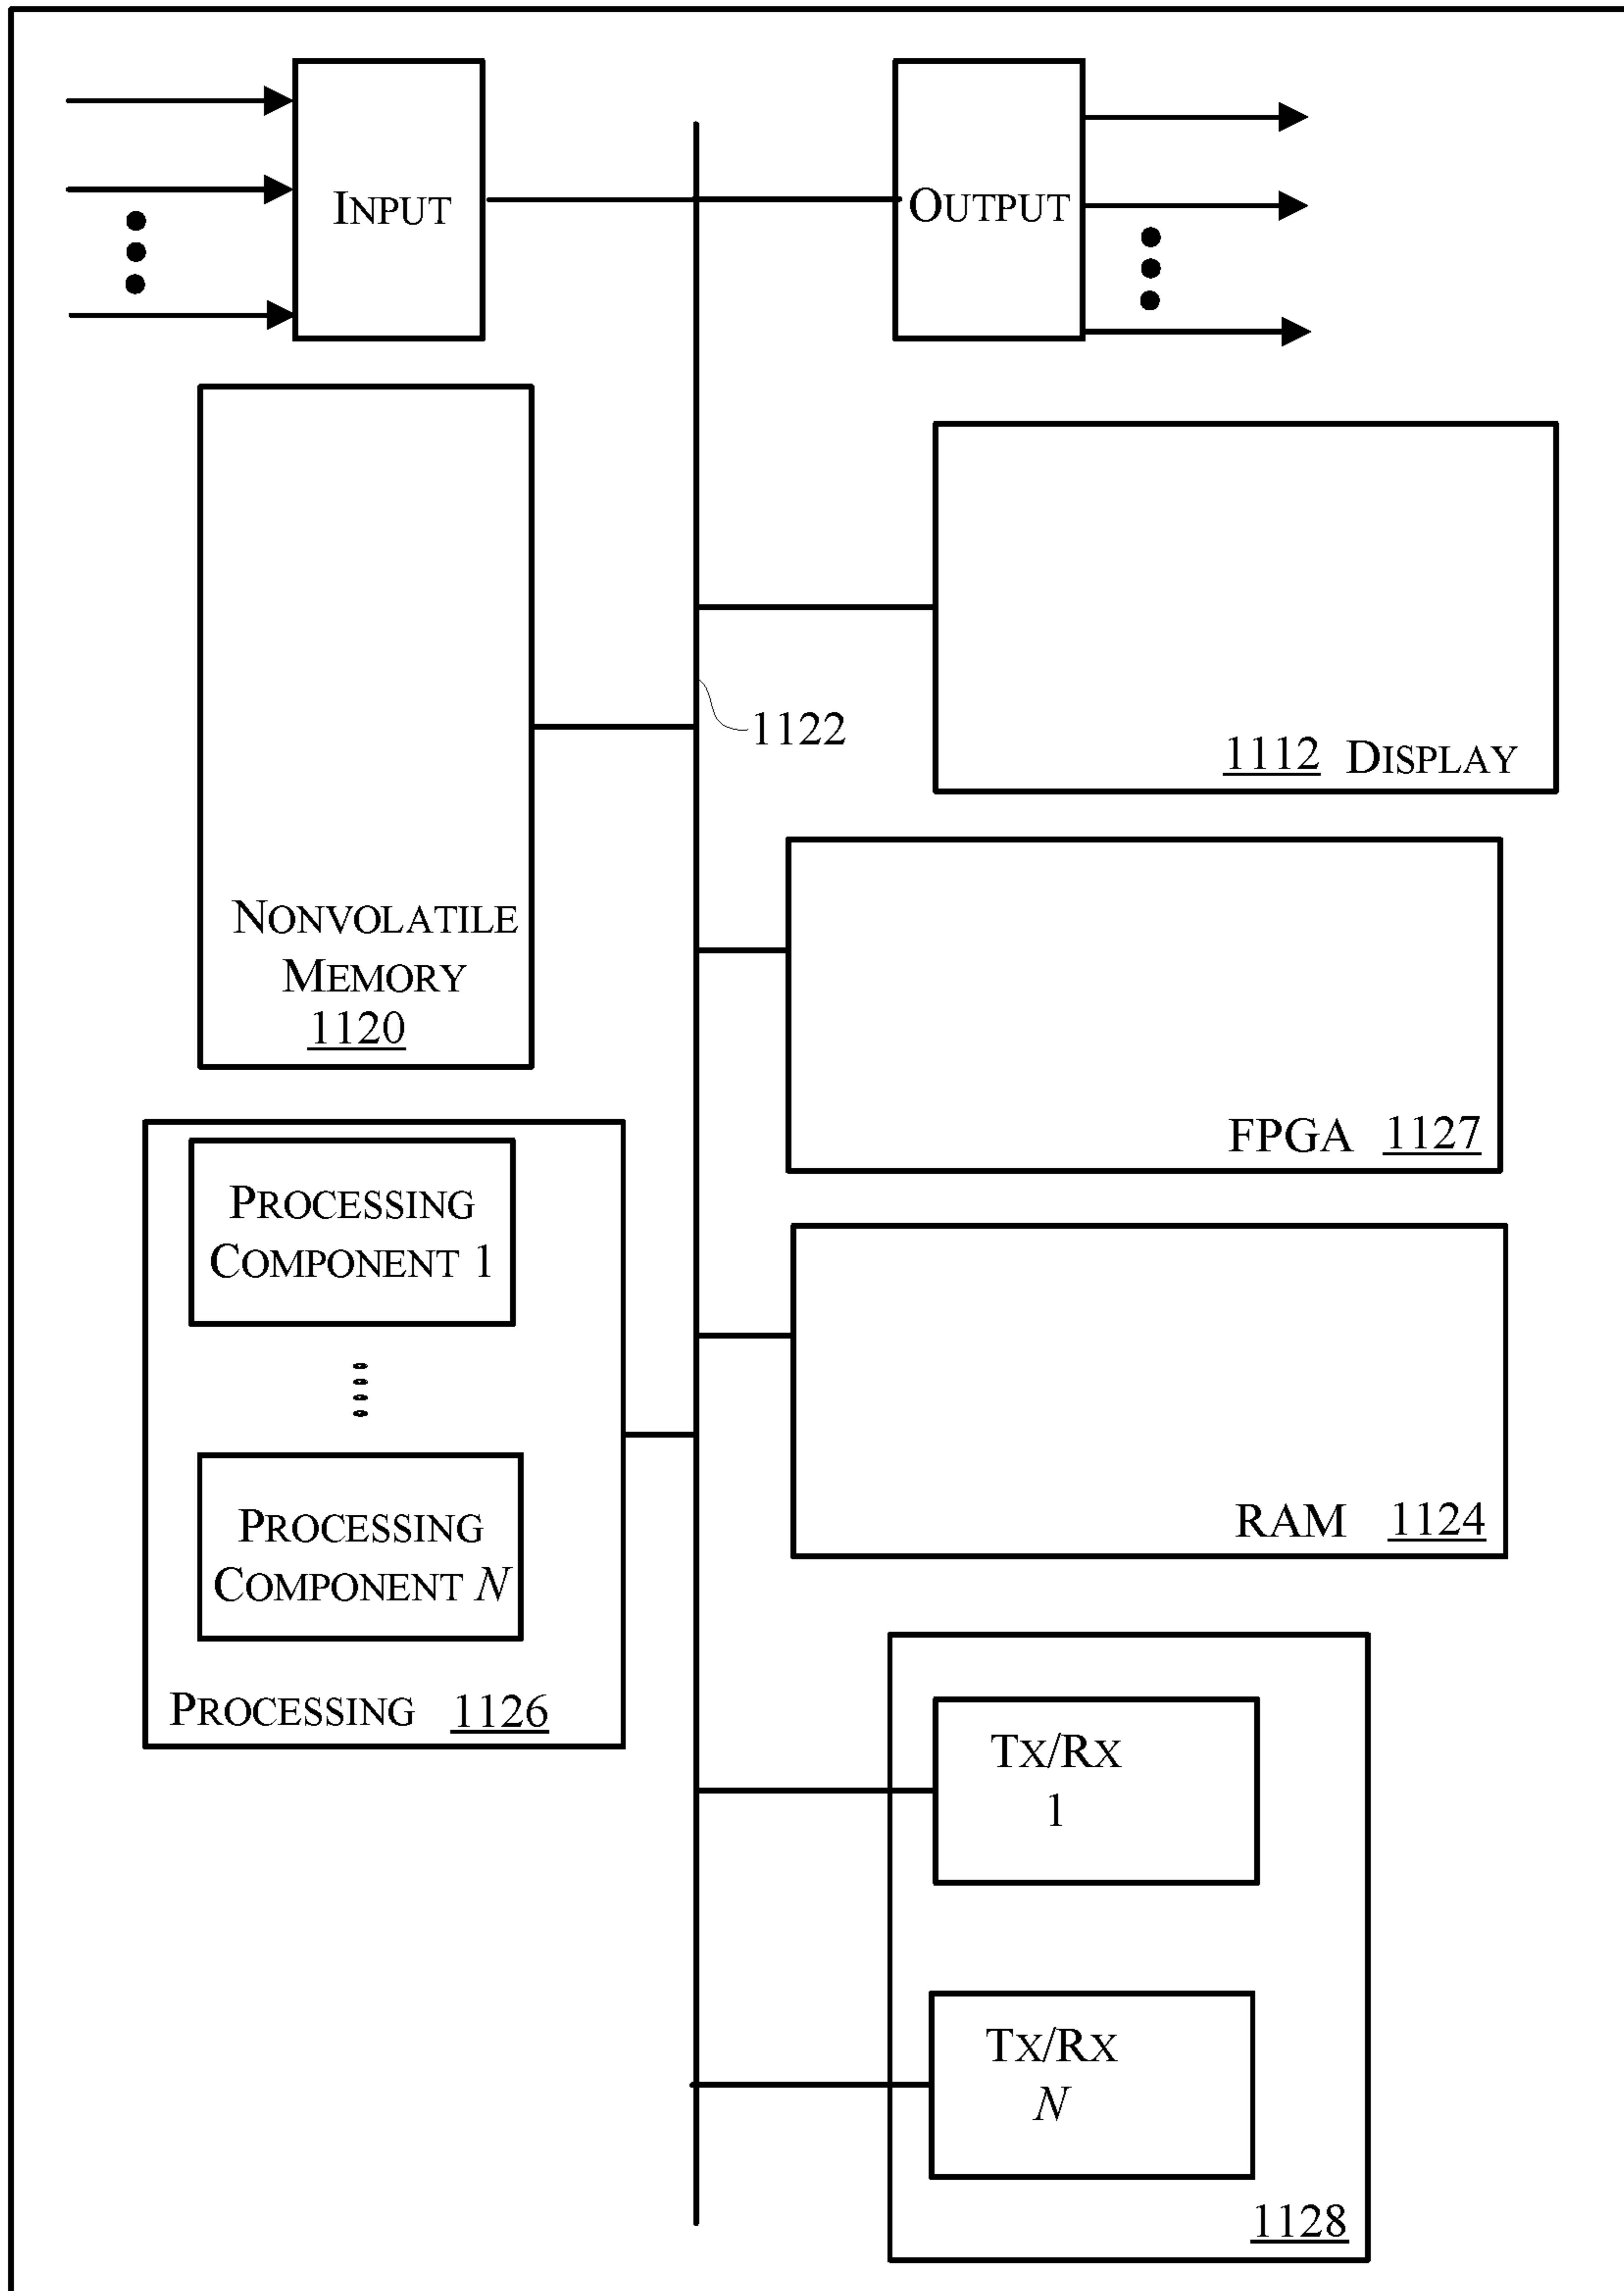 INPUT
OUTPUT
1122
1112 DISPLAY
NONVOLATILE
MEMORY
1120
FPGA 1127
PROCESSING
COMPONENT 1
PROCESSING
COMPONENT N
PROCESSING 1126
RAM 1124
TX/RX
1
TX/RX
N
1128